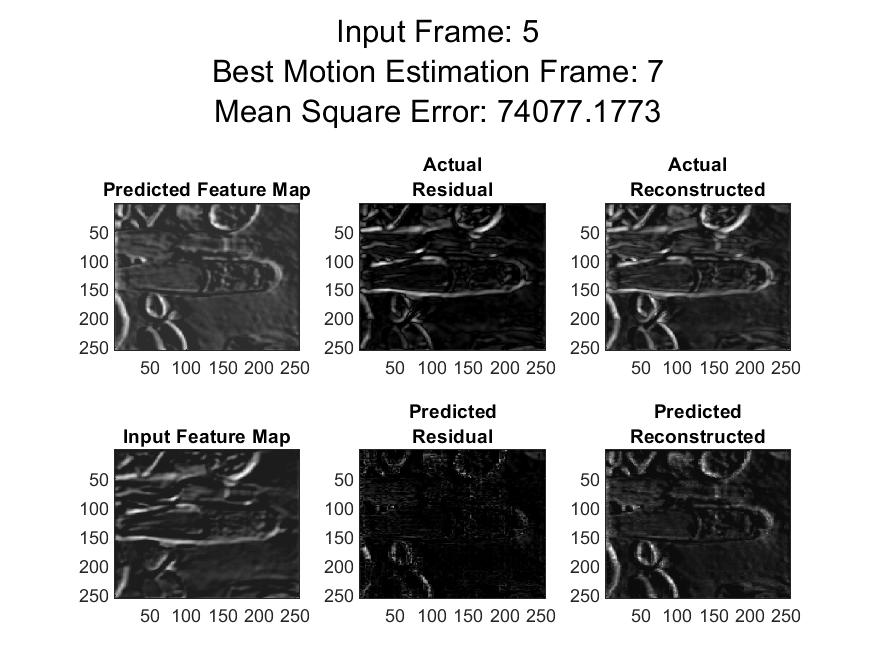 Input Frame: 5
Best Motion Estimation Frame: 7
Mean Square Error: 74077.1773
Predicted Feature Map
50
100
150
200
250
50 100 150 200 250
Actual
Residual
50
100
150
200
250
50 100 150 200 250
Actual
Reconstructed
50
100
150
200
250
50 100 150 200 250
Input Feature Map
50
100
150
200
250
50 100 150 200 250
Predicted
Residual
50
100
150
200
250
50 100 150 200 250
Predicted
Reconstructed
50
100
150
200
250
50 100 150 200 250